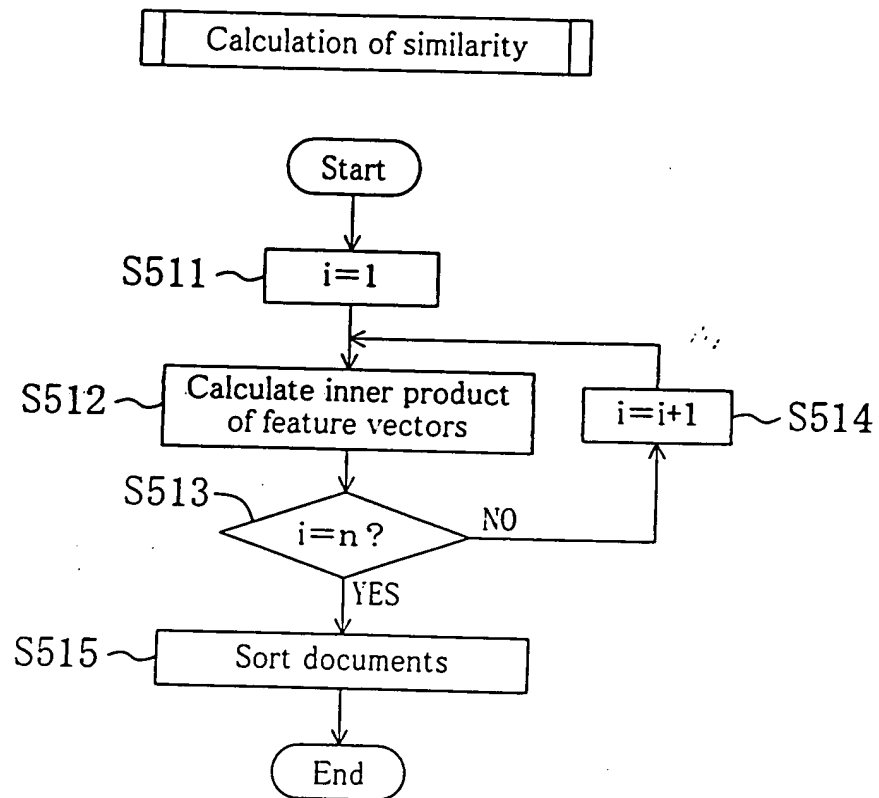 Calculation of similarity
Start
S511
i=1
S512
Calculate inner product
of feature vectors
i=i+1
S514
S513
i=n?
NO
YES
S515
Sort documents
End